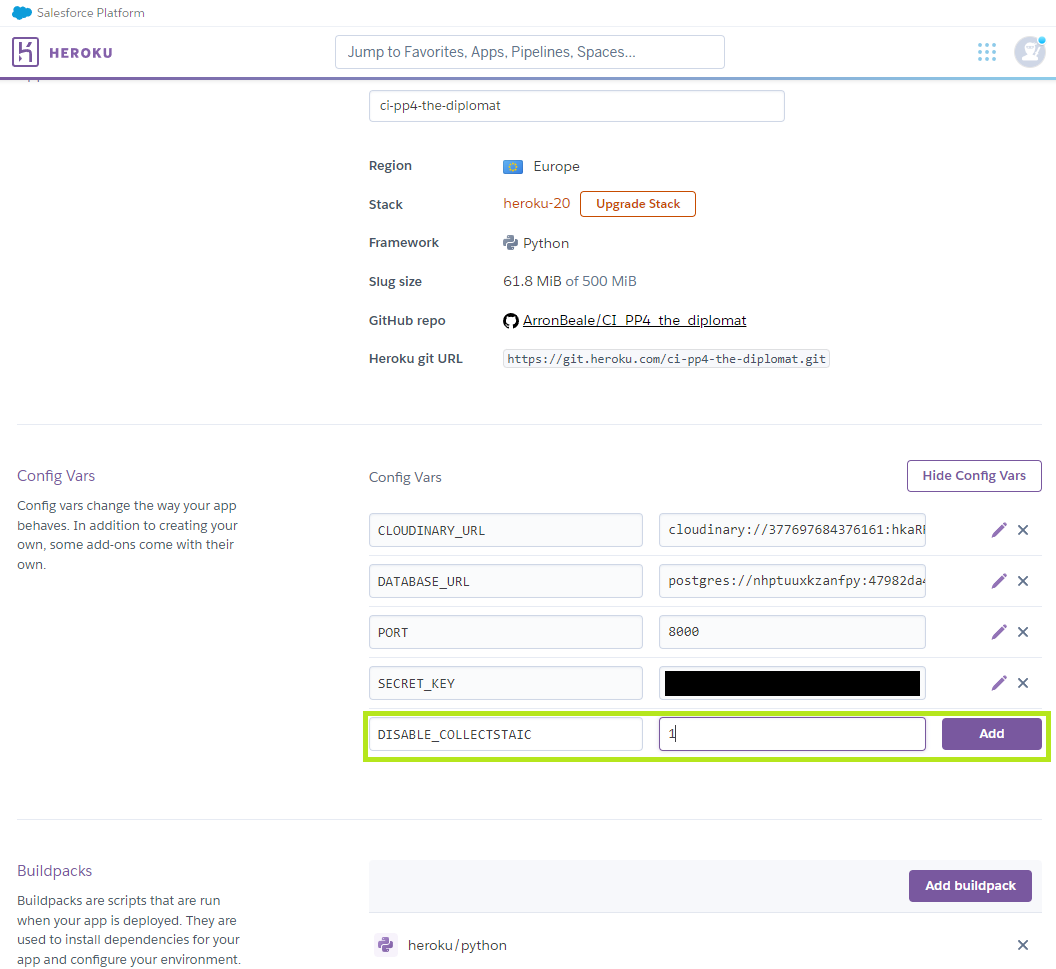 Salesforce Platform
HEROKU
Jump to Favorites, Apps, Pipelines, Spaces...
ci-pp4-the-diplomat
Region Europe
Stack heroku-20 Upgrade Stack
Framework Python
Slug size 61.8 MiB of 500 MiB
GitHub repo ArronBeale/CI_PP4_the_diplomat
Heroku git URL https://git.heroku.com/ci-pp4-the-diplomat.git
Config Vars
Config vars change the way your app
behaves. In addition to creating your
own, some add-ons come with their
own.
Config Vars Hide Config Vars
CLOUDINARY_URL cloudinary://377697684376161:hkaR
DATABASE_URL postgres://nhptuuxkzanfpy:47982da
PORT 8000
SECRET_KEY
DISABLE_COLLECTSTAIC 1 Add
Buildpacks
Buildpacks are scripts that are run
when your app is deployed. They are
used to install dependencies for your
app and configure your environment.
Add buildpack
heroku/python